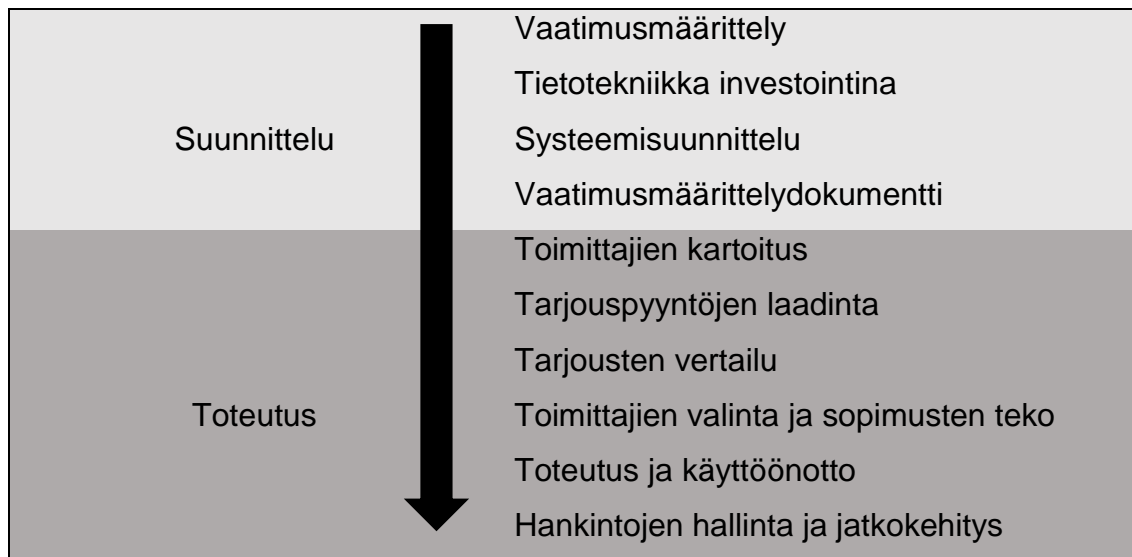 Vaatimusmäärittely
Tietotekniikka investointina
Suunnittelu
Systeemisuunnittelu
Vaatimusmäärittelydokumentti
Toimittajien kartoitus
Tarjouspyyntöjen laadinta
Tarjousten vertailu
Toteutus
Toimittajien valinta ja sopimusten teko
Toteutus ja käyttöönotto
Hankintojen hallinta ja jatkokehitys